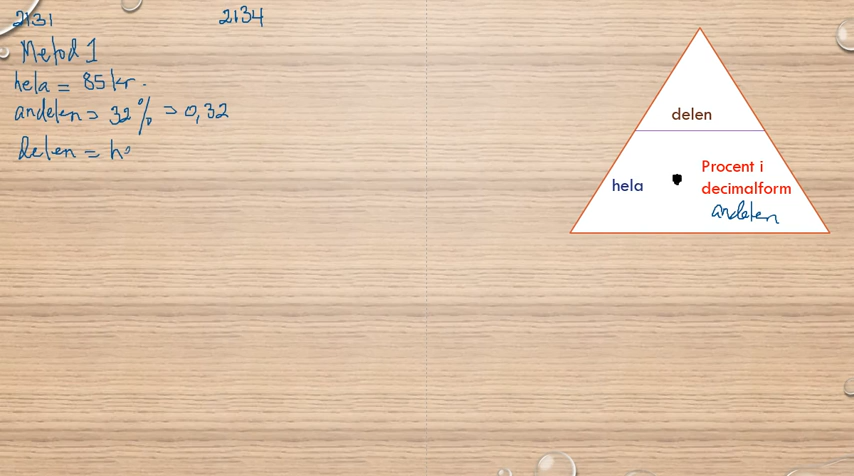 2131
2134
Metod 1
hela = 85 kr.
andelen = 32% = 0,32
delen = h
delen
hela
Procent i
decimalform
andelen